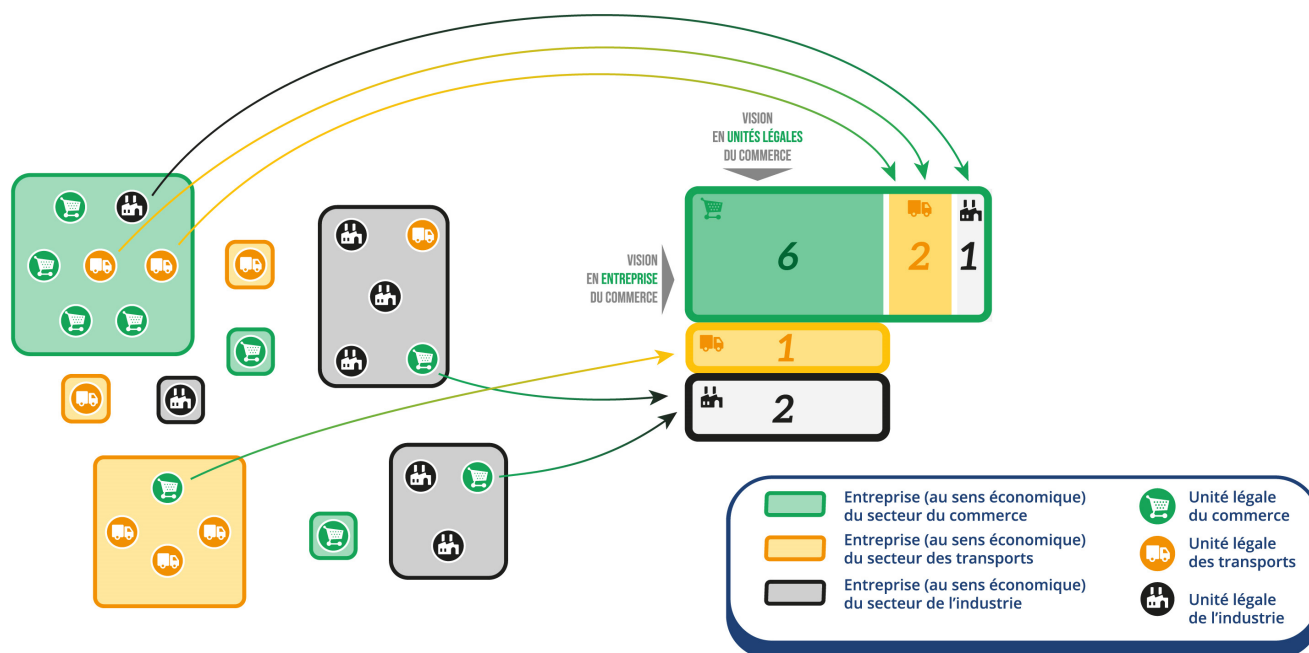 VISION
EN UNITÉS LÉGALES
DU COMMERCE
VISION
EN ENTREPRISE
DU COMMERCE
6
2
1
1
2
Entreprise (au sens économique)
du secteur du commerce
Unité légale
du commerce
Entreprise (au sens économique)
du secteur des transports
Unité légale
des transports
Entreprise (au sens économique)
du secteur de l’industrie
Unité légale
de l’industrie